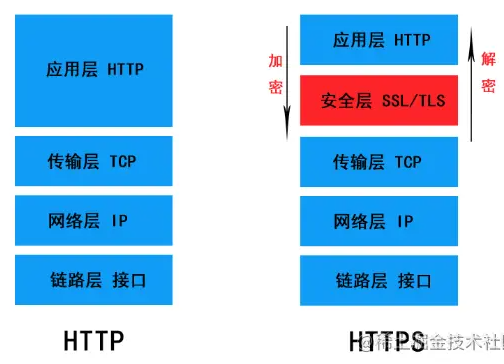 应用层 HTTP
传输层 TCP
网络层 IP
链路层 接口
HTTP
加密
应用层 HTTP
安全层 SSL/TLS
传输层 TCP
网络层 IP
链路层 接口
解密
HTTPS
@稀土掘金技术社区